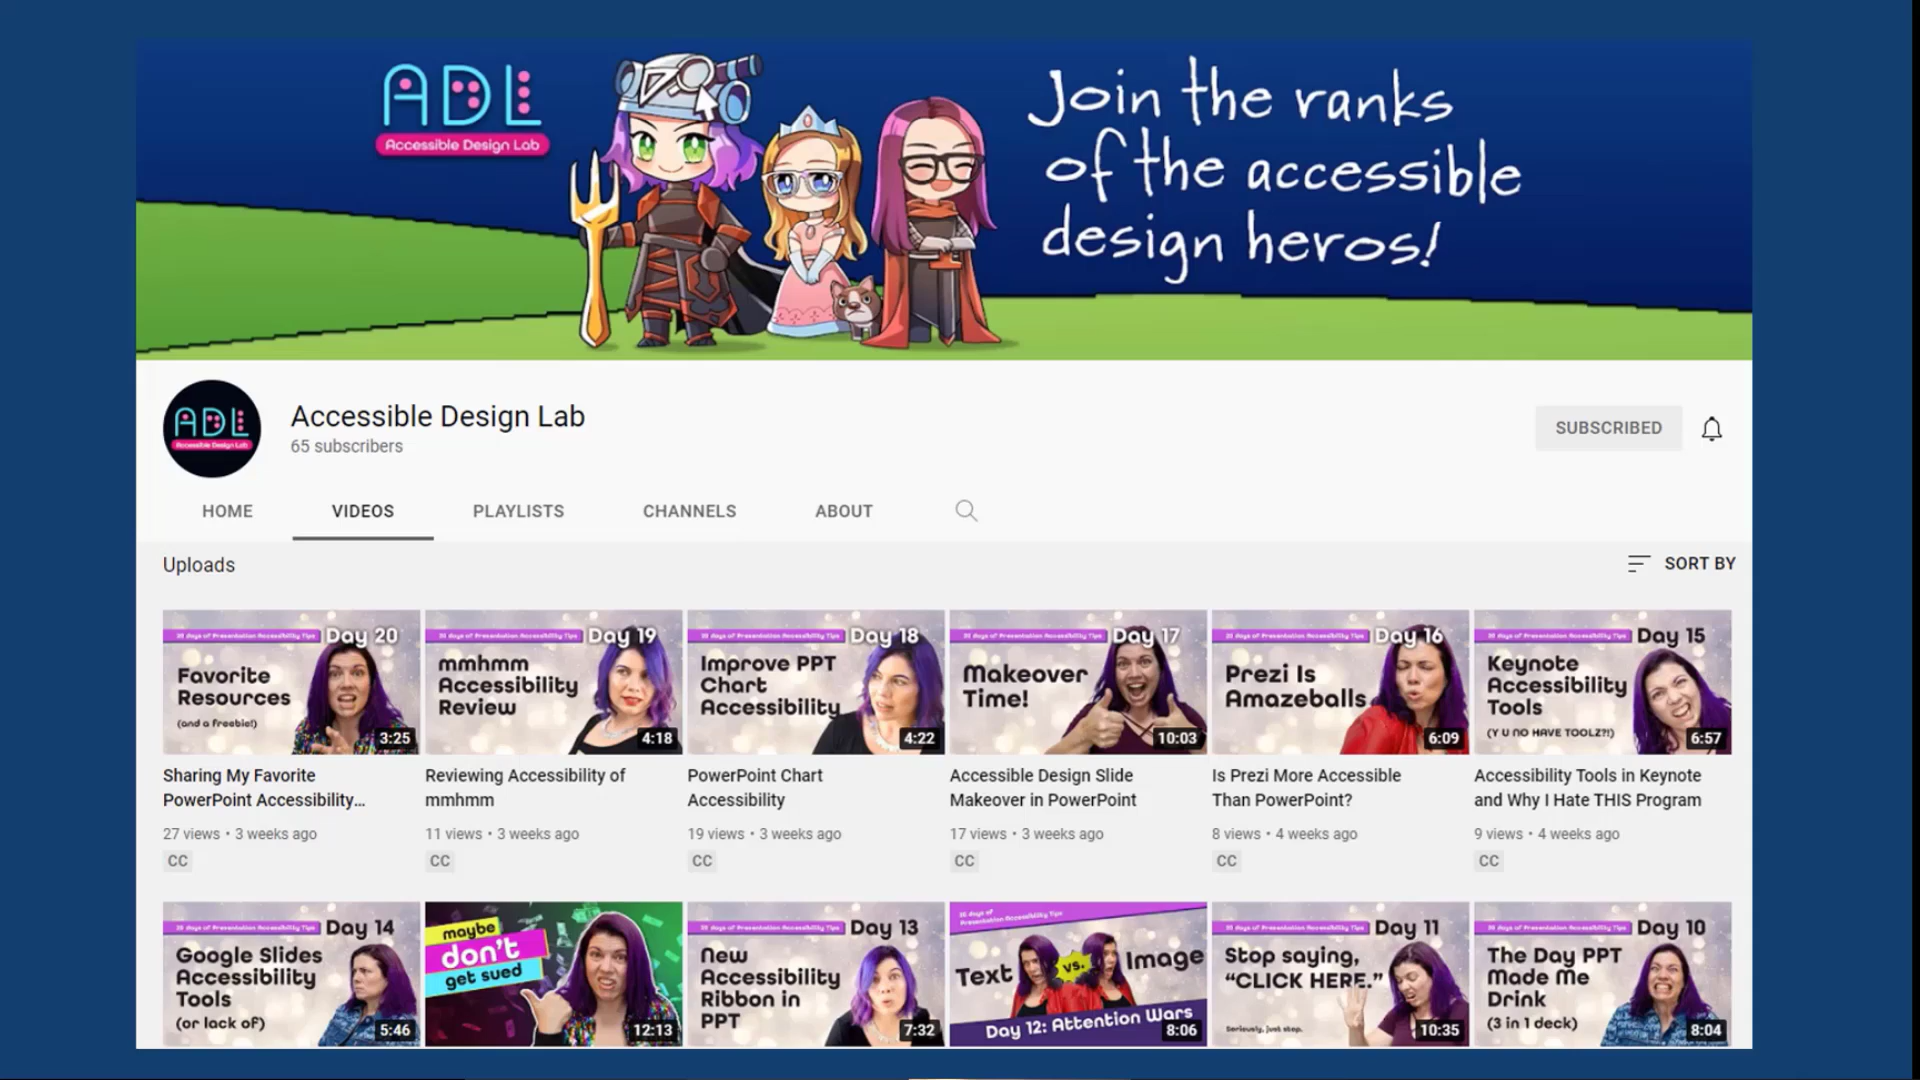 ADL
Accessible Design Lab
Join the ranks
of the accessible
design heros!
ADL
Accessible Design Lab
Accessible Design Lab
65 subscribers
SUBSCRIBED
HOME
VIDEOS
PLAYLISTS
CHANNELS
ABOUT
Uploads
SORT BY
Day 20
Favorite
Resources
(and a freebie!)
3:25
Sharing My Favorite
PowerPoint Accessibility...
27 views • 3 weeks ago
CC
Day 19
mmhmm
Accessibility
Review
4:18
Reviewing Accessibility of
mmhmm
11 views • 3 weeks ago
CC
Day 18
Improve PPT
Chart
Accessibility
4:22
PowerPoint Chart
Accessibility
19 views • 3 weeks ago
CC
Day 17
Makeover
Time!
10:03
Accessible Design Slide
Makeover in PowerPoint
17 views • 3 weeks ago
CC
Day 16
Prezi Is
Amazeballs
6:09
Is Prezi More Accessible
Than PowerPoint?
8 views • 4 weeks ago
CC
Day 15
Keynote
Accessibility
Tools
(Y U NO HAVE TOOLZ?!)
6:57
Accessibility Tools in Keynote
and Why I Hate THIS Program
9 views • 4 weeks ago
CC
Day 14
Google Slides
Accessibility
Tools
(or lack of)
5:46
maybe
don't
get sued
12:13
Day 13
New
Accessibility
Ribbon in
PPT
7:32
Presentation Accessibility Tips
Text
vs.
Image
Day 12: Attention Wars
8:06
Day 11
Stop saying,
"CLICK HERE."
Seriously, just stop.
10:35
Day 10
The Day PPT
Made Me
Drink
(3 in 1 deck)
8:04